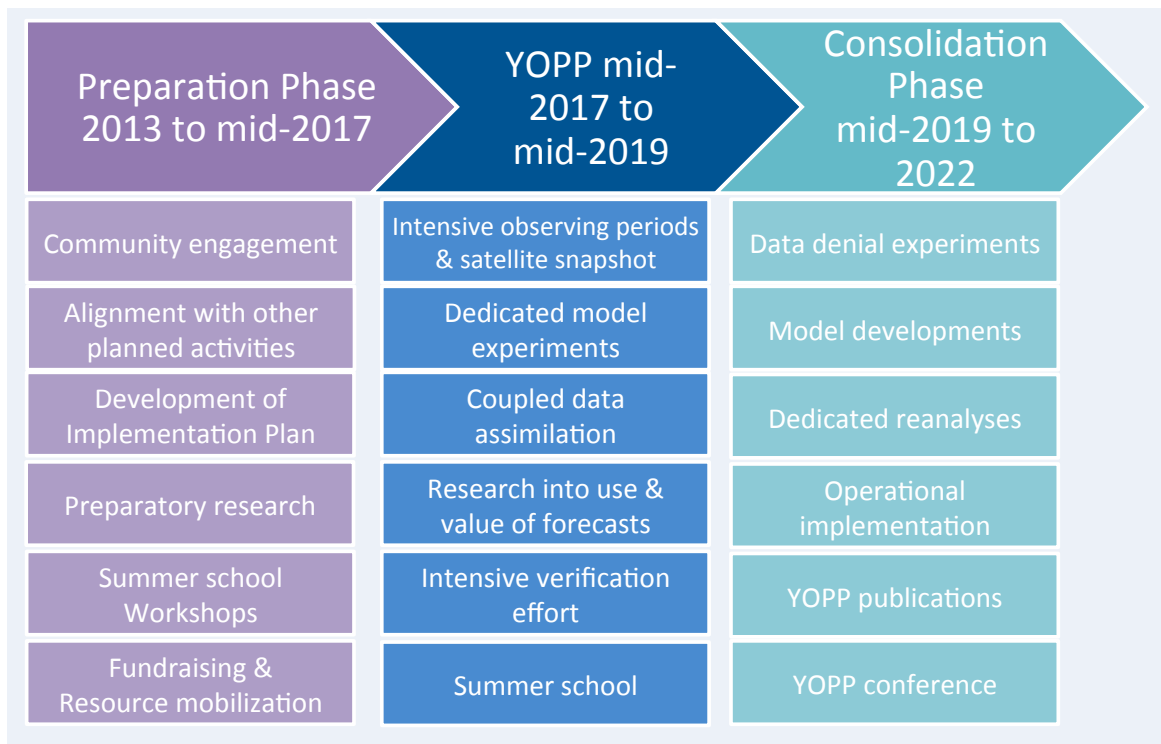 Preparation Phase
2013 to mid-2017
YOPP mid-
2017 to
mid-2019
Consolidation
Phase
mid-2019 to
2022
Community engagement
Alignment with other
planned activities
Development of
Implementation Plan
Preparatory research
Summer school
Workshops
Fundraising &
Resource mobilization
Intensive observing periods
& satellite snapshot
Dedicated model
experiments
Coupled data
assimilation
Research into use &
value of forecasts
Intensive verification
effort
Summer school
Data denial experiments
Model developments
Dedicated reanalyses
Operational
implementation
YOPP publications
YOPP conference